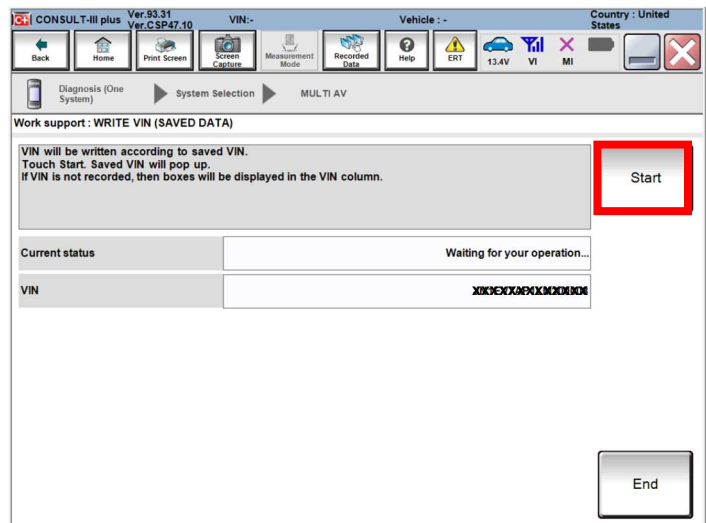 CONSULT-III plus Ver.93.31 VIN:- Vehicle : - Country : United
Ver.CSP47.10 States
Back Home Print Screen Screen Capture Measurement Mode Recorded Data Help ERT 13.4V VI MI
Diagnosis (One System) System Selection MULTI AV
Work support : WRITE VIN (SAVED DATA)
VIN will be written according to saved VIN.
Touch Start. Saved VIN will pop up.
If VIN is not recorded, then boxes will be displayed in the VIN column.
Start
Current status Waiting for your operation...
VIN
End